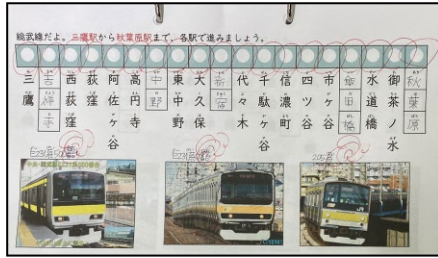 総武線だよ。三鷹駅から秋葉原駅まで、各駅で進みましょう。
三鷹
吉祥寺
西荻窪
荻窪
阿佐ヶ谷
高円寺
中野
東中野
大久保
新宿
代々木
千駄ヶ谷
信濃町
四ツ谷
市ヶ谷
飯田橋
水道橋
御茶ノ水
秋葉原